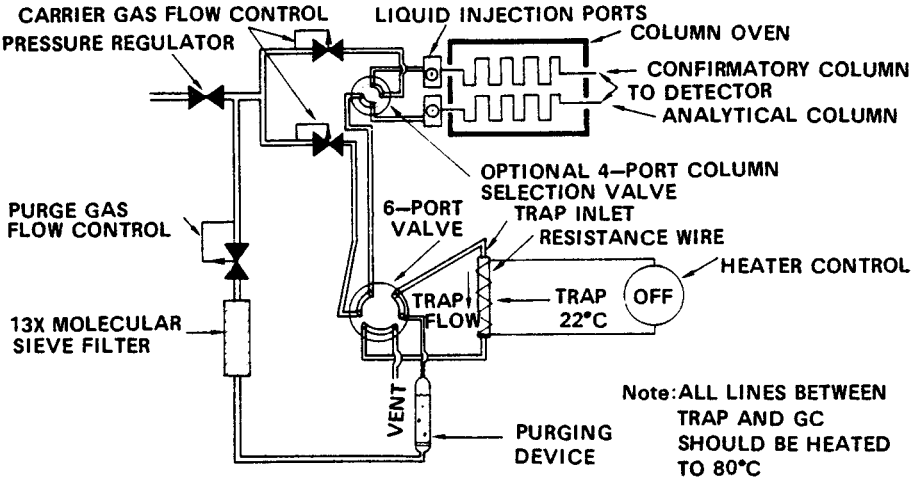 CARRIER GAS FLOW CONTROL
PRESSURE REGULATOR
LIQUID INJECTION PORTS
COLUMN OVEN
CONFIRMATORY COLUMN
TO DETECTOR
ANALYTICAL COLUMN
OPTIONAL 4–PORT COLUMN
SELECTION VALVE
PURGE GAS
FLOW CONTROL
6–PORT
VALVE
TRAP INLET
RESISTANCE WIRE
HEATER CONTROL
OFF
TRAP
FLOW
TRAP
22°C
13X MOLECULAR
SIEVE FILTER
VENT
PURGING
DEVICE
Note: ALL LINES BETWEEN
TRAP AND GC
SHOULD BE HEATED
TO 80°C